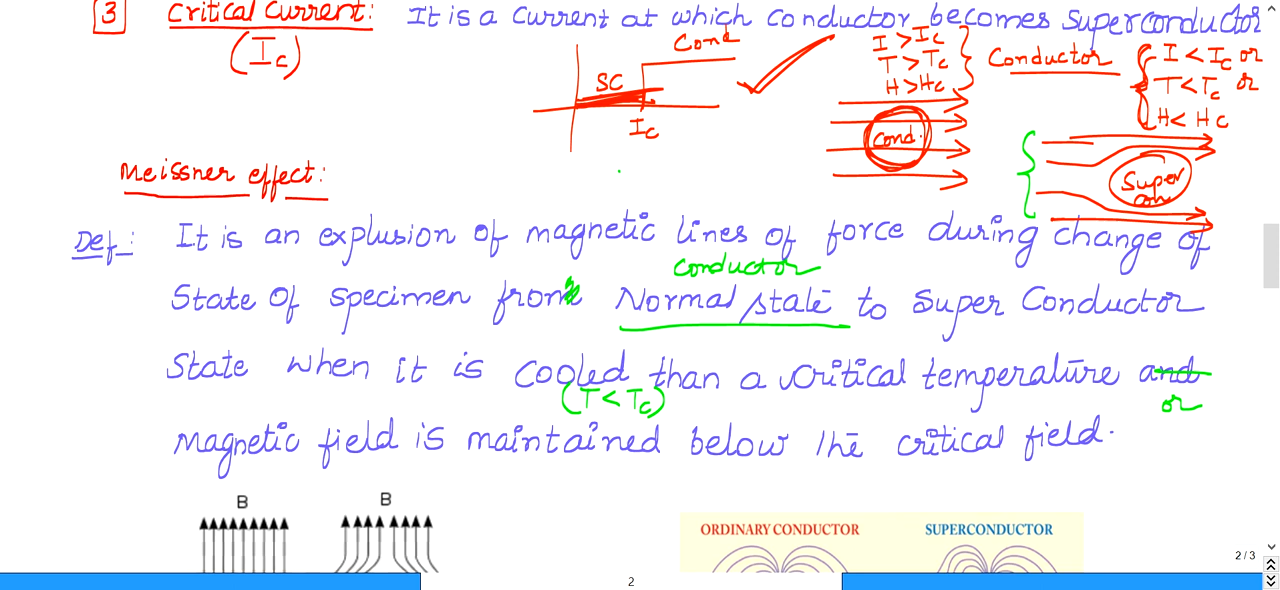 3 Critical Current: It is a Current at which Conductor becomes Superconductor
(Ic)
SC
Cond
Ic
I > Ic
T > Tc
H > Hc
Conductor
I < Ic or
T < Tc or
H < Hc
Cond.
Super
Con
Meissner effect:
Def: It is an explusion of magnetic lines of force during change of
conductor
State of specimen from Normal state to Super Conductor
State when it is cooled than a critical temperature and
(T < Tc)
or
Magnetic field is maintained below the critical field.
B
B
ORDINARY CONDUCTOR
SUPERCONDUCTOR
2 / 3
2